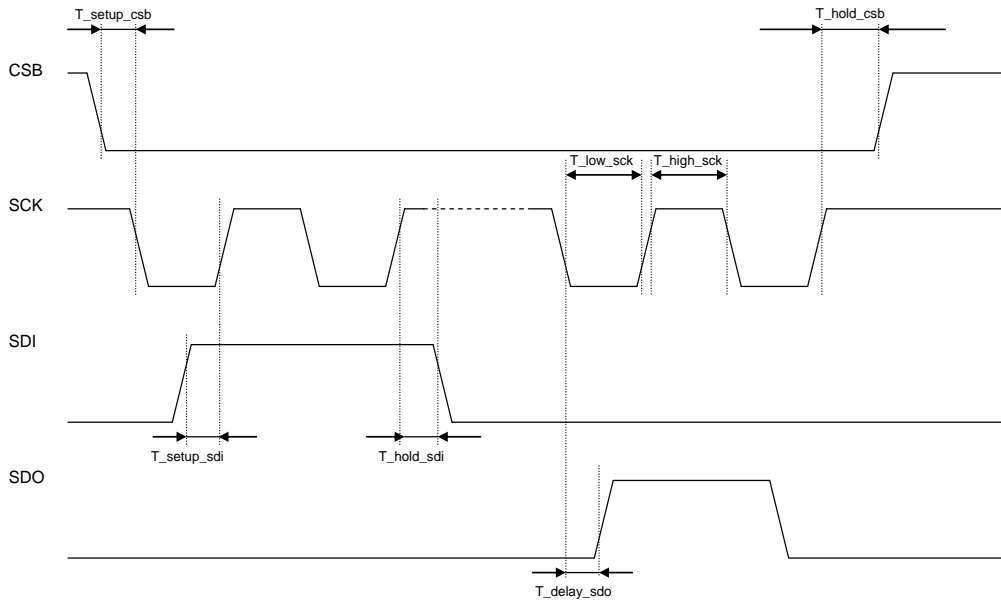 T_setup_csb
T_hold_csb
CSB
T_low_sck
T_high_sck
SCK
SDI
T_setup_sdi
T_hold_sdi
SDO
T_delay_sdo